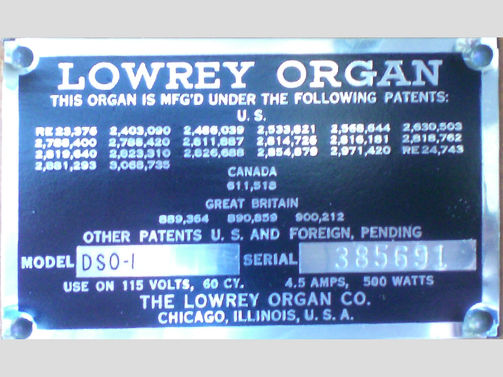 LOWREY ORGAN
THIS ORGAN IS MFG'D UNDER THE FOLLOWING PATENTS:
U. S.
RE 23,376 2,403,090 2,486,039 2,533,821 2,568,644 2,630,503
2,788,400 2,786,420 2,811,887 2,814,725 2,816,181 2,818,762
2,819,640 2,823,310 2,826,688 2,854,879 2,971,420 RE 24,743
2,881,293 3,068,735
CANADA
611,518
GREAT BRITAIN
889,364 890,859 900,212
OTHER PATENTS U. S. AND FOREIGN, PENDING
MODEL DSO-1 SERIAL 385691
USE ON 115 VOLTS, 60 CY. 4.5 AMPS, 500 WATTS
THE LOWREY ORGAN CO.
CHICAGO, ILLINOIS, U. S. A.